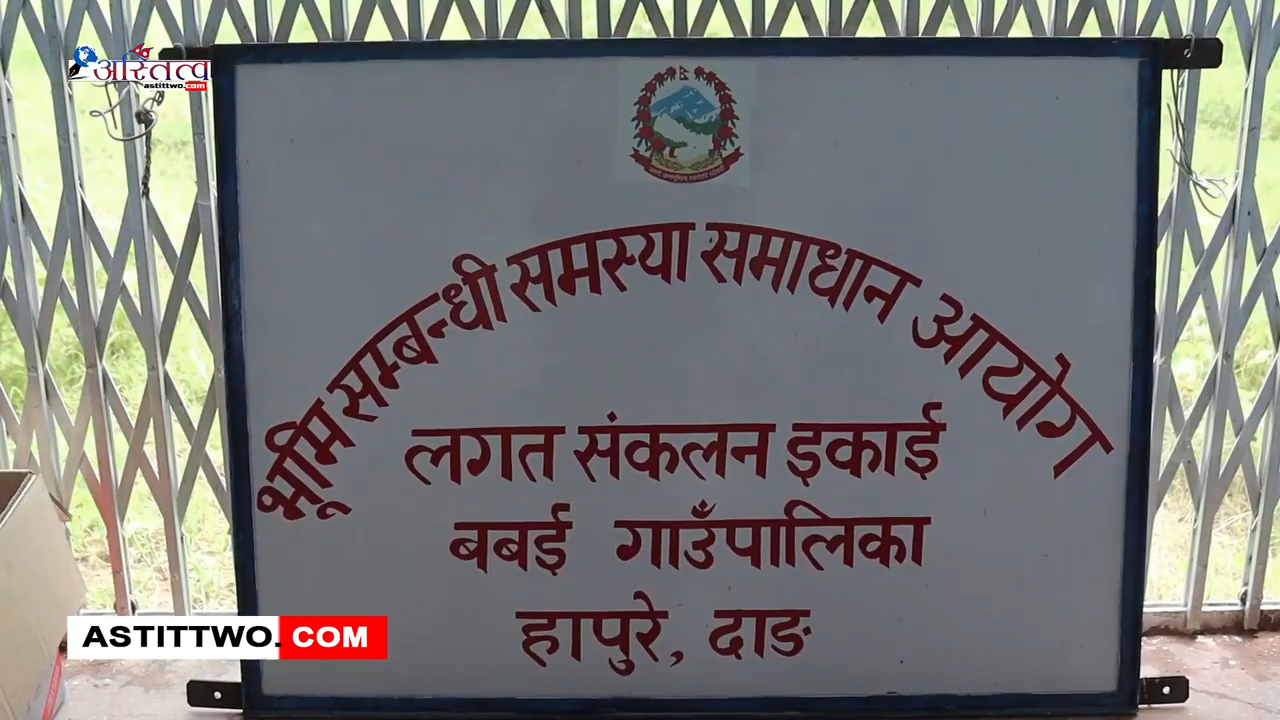 अस्तित्व
astittwo.com
भूमि सम्बन्धी समस्या समाधान आयोग
लगत संकलन इकाई
बबई गाउँपालिका
हापुरे, दाङ
ASTITTWO. COM